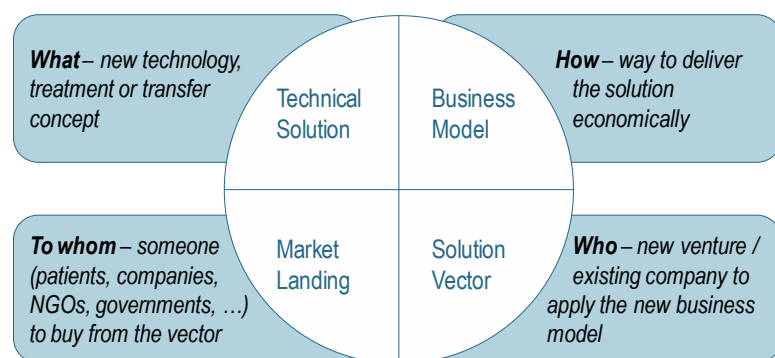 What – new technology,
treatment or transfer
concept
Technical
Solution
Business
Model
How – way to deliver
the solution
economically
To whom – someone
(patients, companies,
NGOs, governments, …)
to buy from the vector
Market
Landing
Solution
Vector
Who – new venture /
existing company to
apply the new business
model